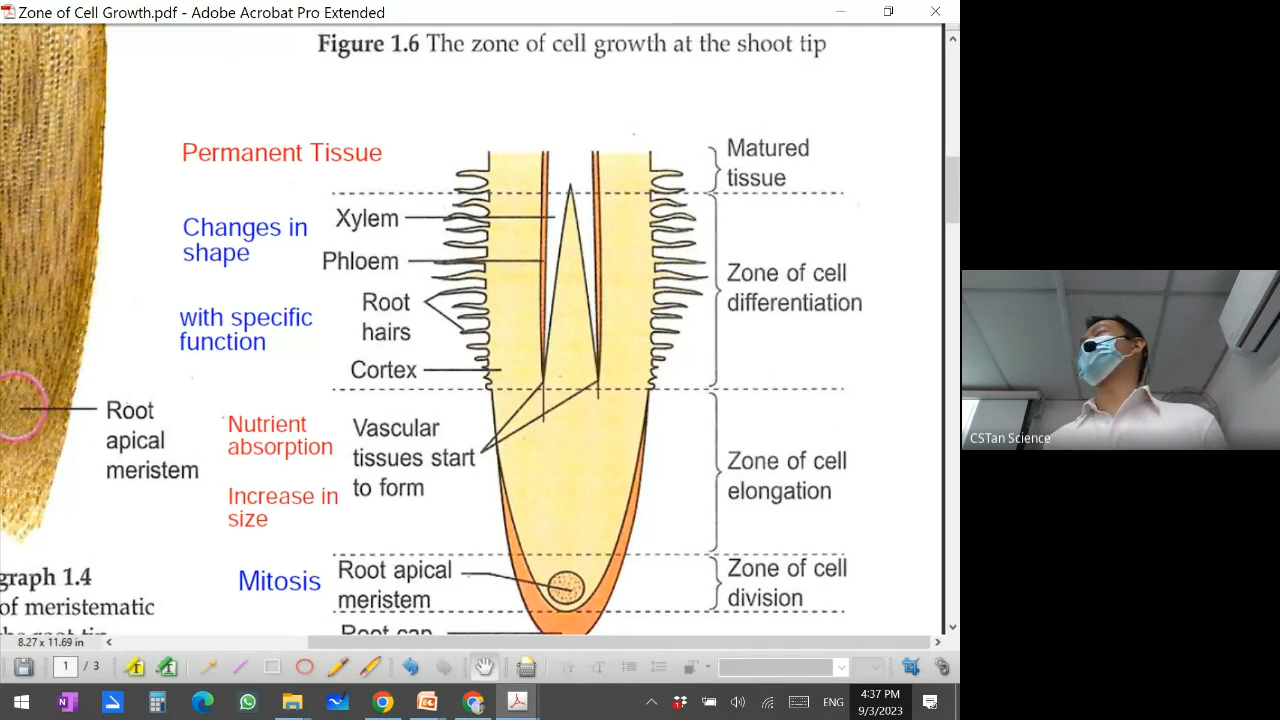 Zone of Cell Growth.pdf - Adobe Acrobat Pro Extended
Figure 1.6 The zone of cell growth at the shoot tip
Permanent Tissue
Matured
tissue
Changes in
shape
Xylem
Phloem
Zone of cell
differentiation
with specific
function
Root
hairs
Cortex
Root
apical
meristem
Nutrient
absorption
Vascular
tissues start
to form
Zone of cell
elongation
Increase in
size
Mitosis
Root apical
meristem
Zone of cell
division
graph 1.4
of meristematic
Root cap
CSTan Science
8.27 x 11.69 in
1 / 3
ENG
4:37 PM
9/3/2023